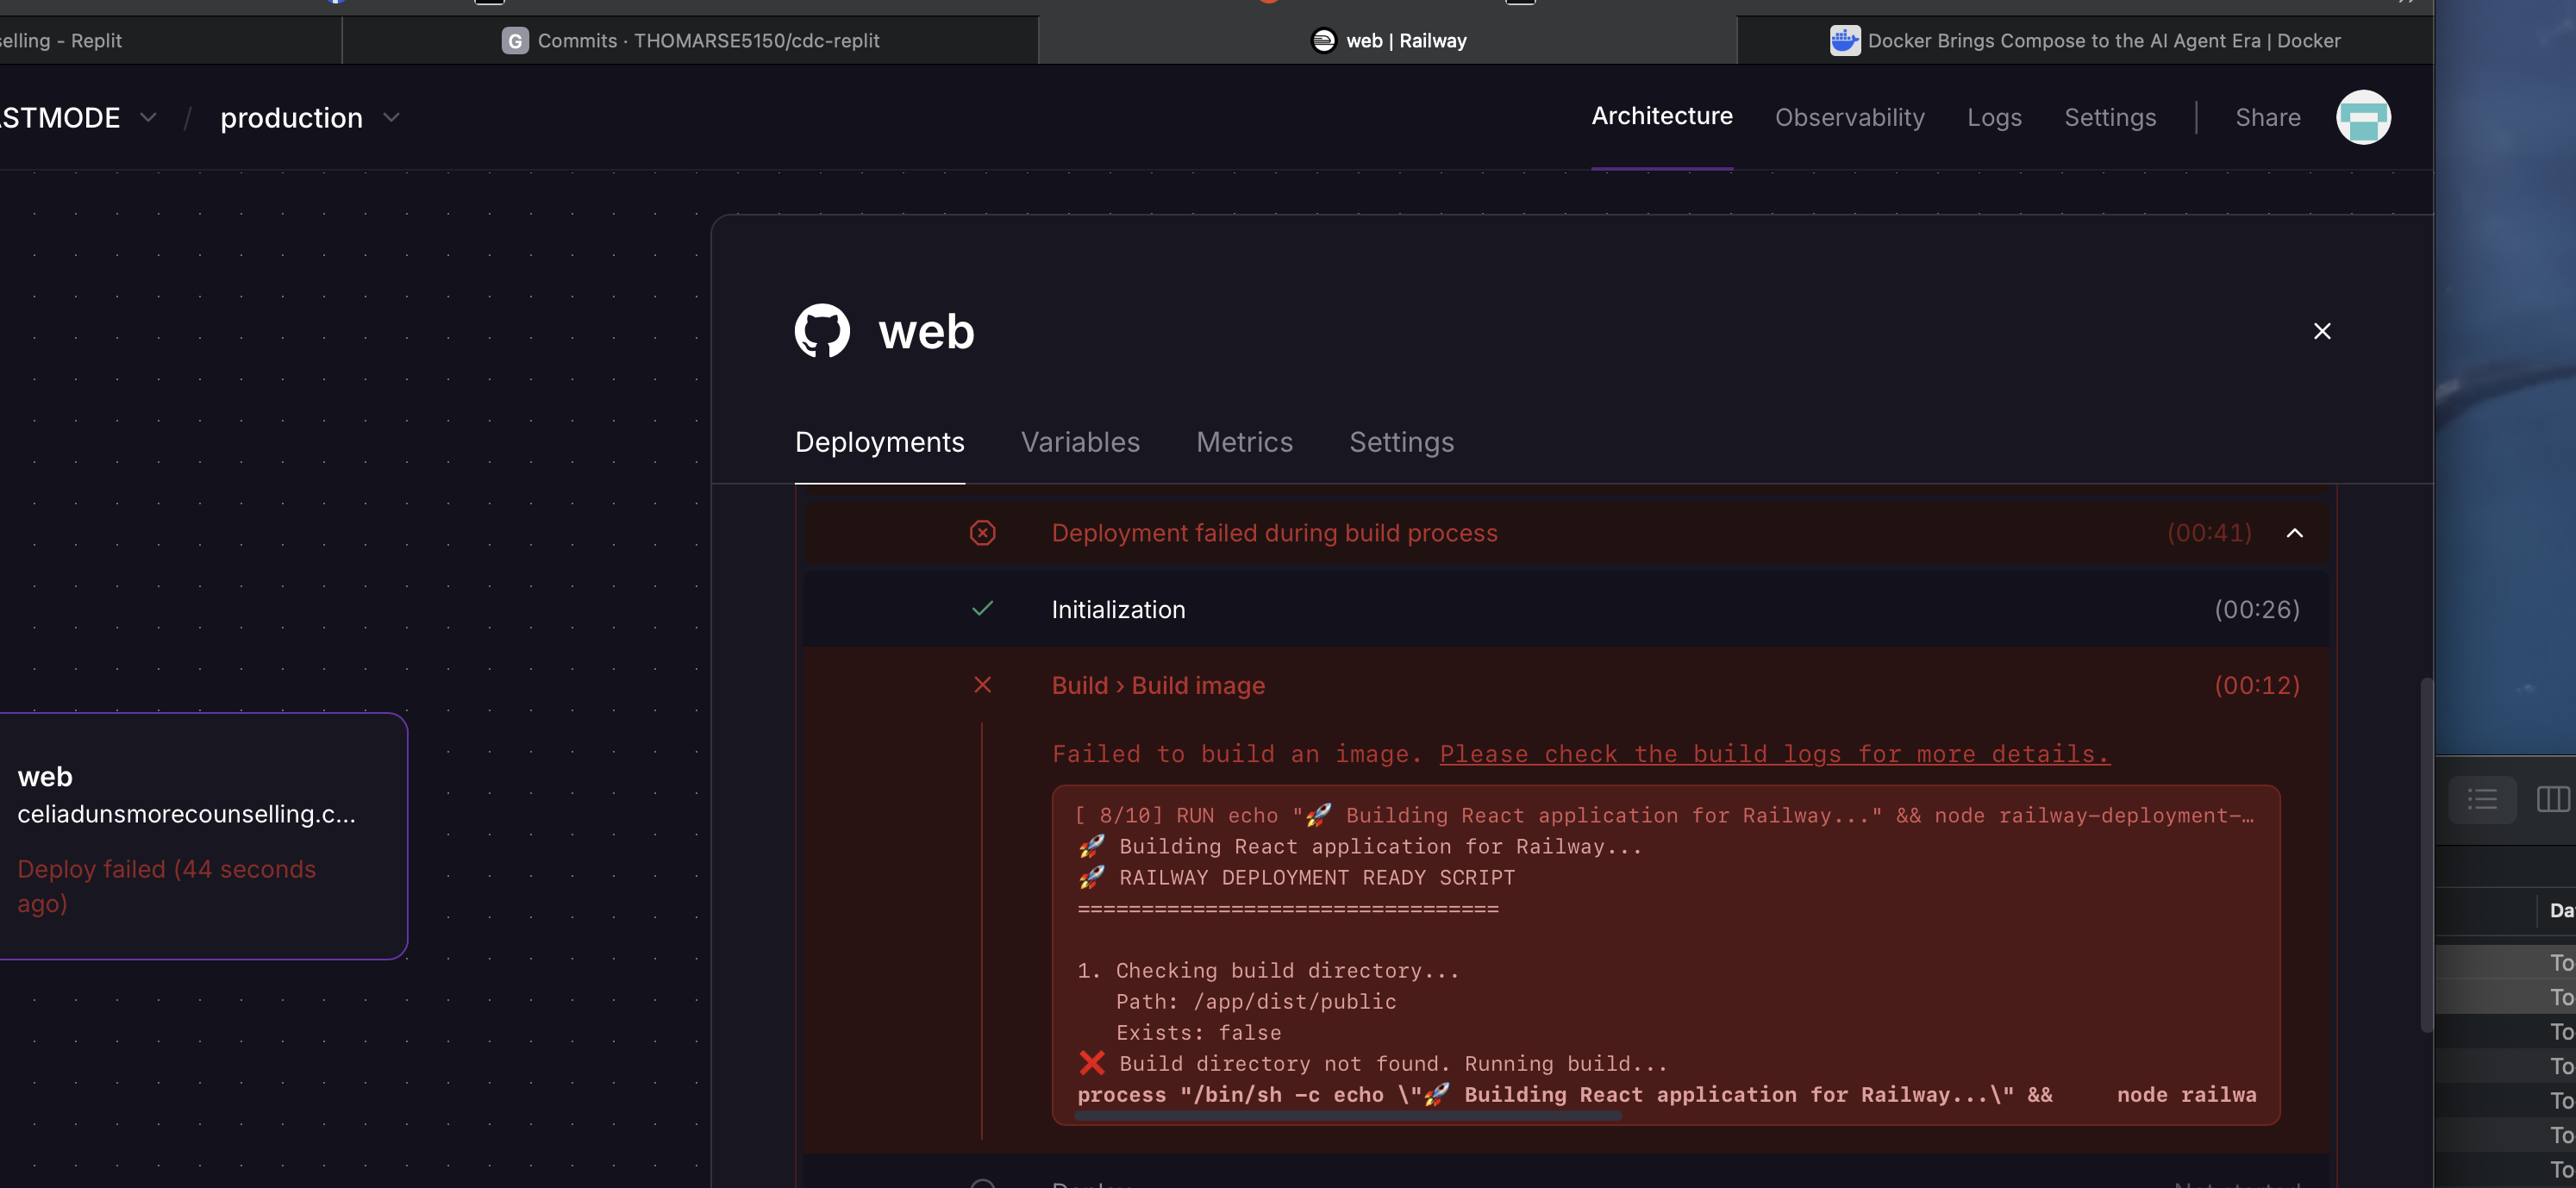 elling - Replit
G Commits · THOMARSE5150/cdc-replit
web | Railway
Docker Brings Compose to the AI Agent Era | Docker
STMODE / production
Architecture Observability Logs Settings | Share
web
Deployments Variables Metrics Settings
Deployment failed during build process (00:41)
Initialization (00:26)
Build › Build image (00:12)
Failed to build an image. Please check the build logs for more details.
[ 8/10] RUN echo "🚀 Building React application for Railway..." && node railway-deployment-…
🚀 Building React application for Railway...
🚀 RAILWAY DEPLOYMENT READY SCRIPT
=================================
1. Checking build directory...
Path: /app/dist/public
Exists: false
❌ Build directory not found. Running build...
process "/bin/sh -c echo \"🚀 Building React application for Railway...\" && node railwa
web
celiadunsmorecounselling.c...
Deploy failed (44 seconds
ago)
Da
To
To
To
To
To
To
To